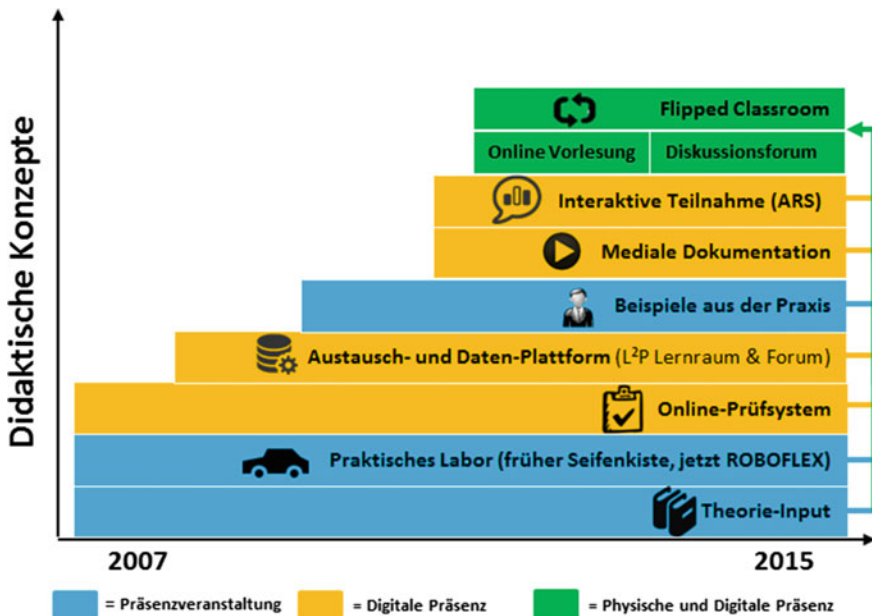 Didaktische Konzepte
Flipped Classroom
Online Vorlesung Diskussionsforum
Interaktive Teilnahme (ARS)
Mediale Dokumentation
Beispiele aus der Praxis
Austausch- und Daten-Plattform (L²P Lernraum & Forum)
Online-Prüfsystem
Praktisches Labor (früher Seifenkiste, jetzt ROBOFLEX)
Theorie-Input
2007 2015
= Präsenzveranstaltung = Digitale Präsenz = Physische und Digitale Präsenz